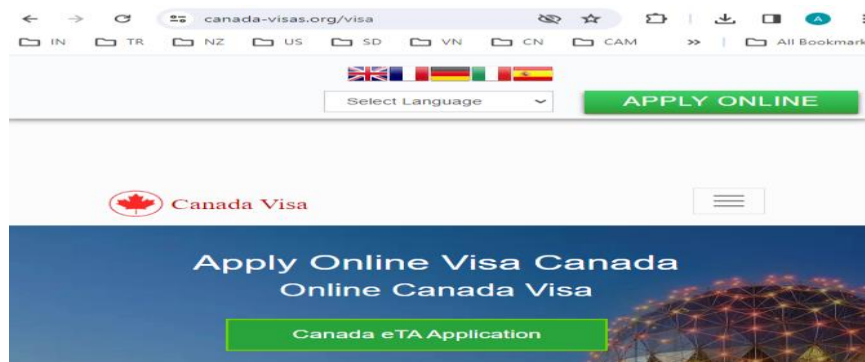 canada-visas.org/visa
A
IN TR NZ US SD VN CN CAM >> All Bookmark
Select Language APPLY ONLINE
Canada Visa
Apply Online Visa Canada
Online Canada Visa
Canada eTA Application